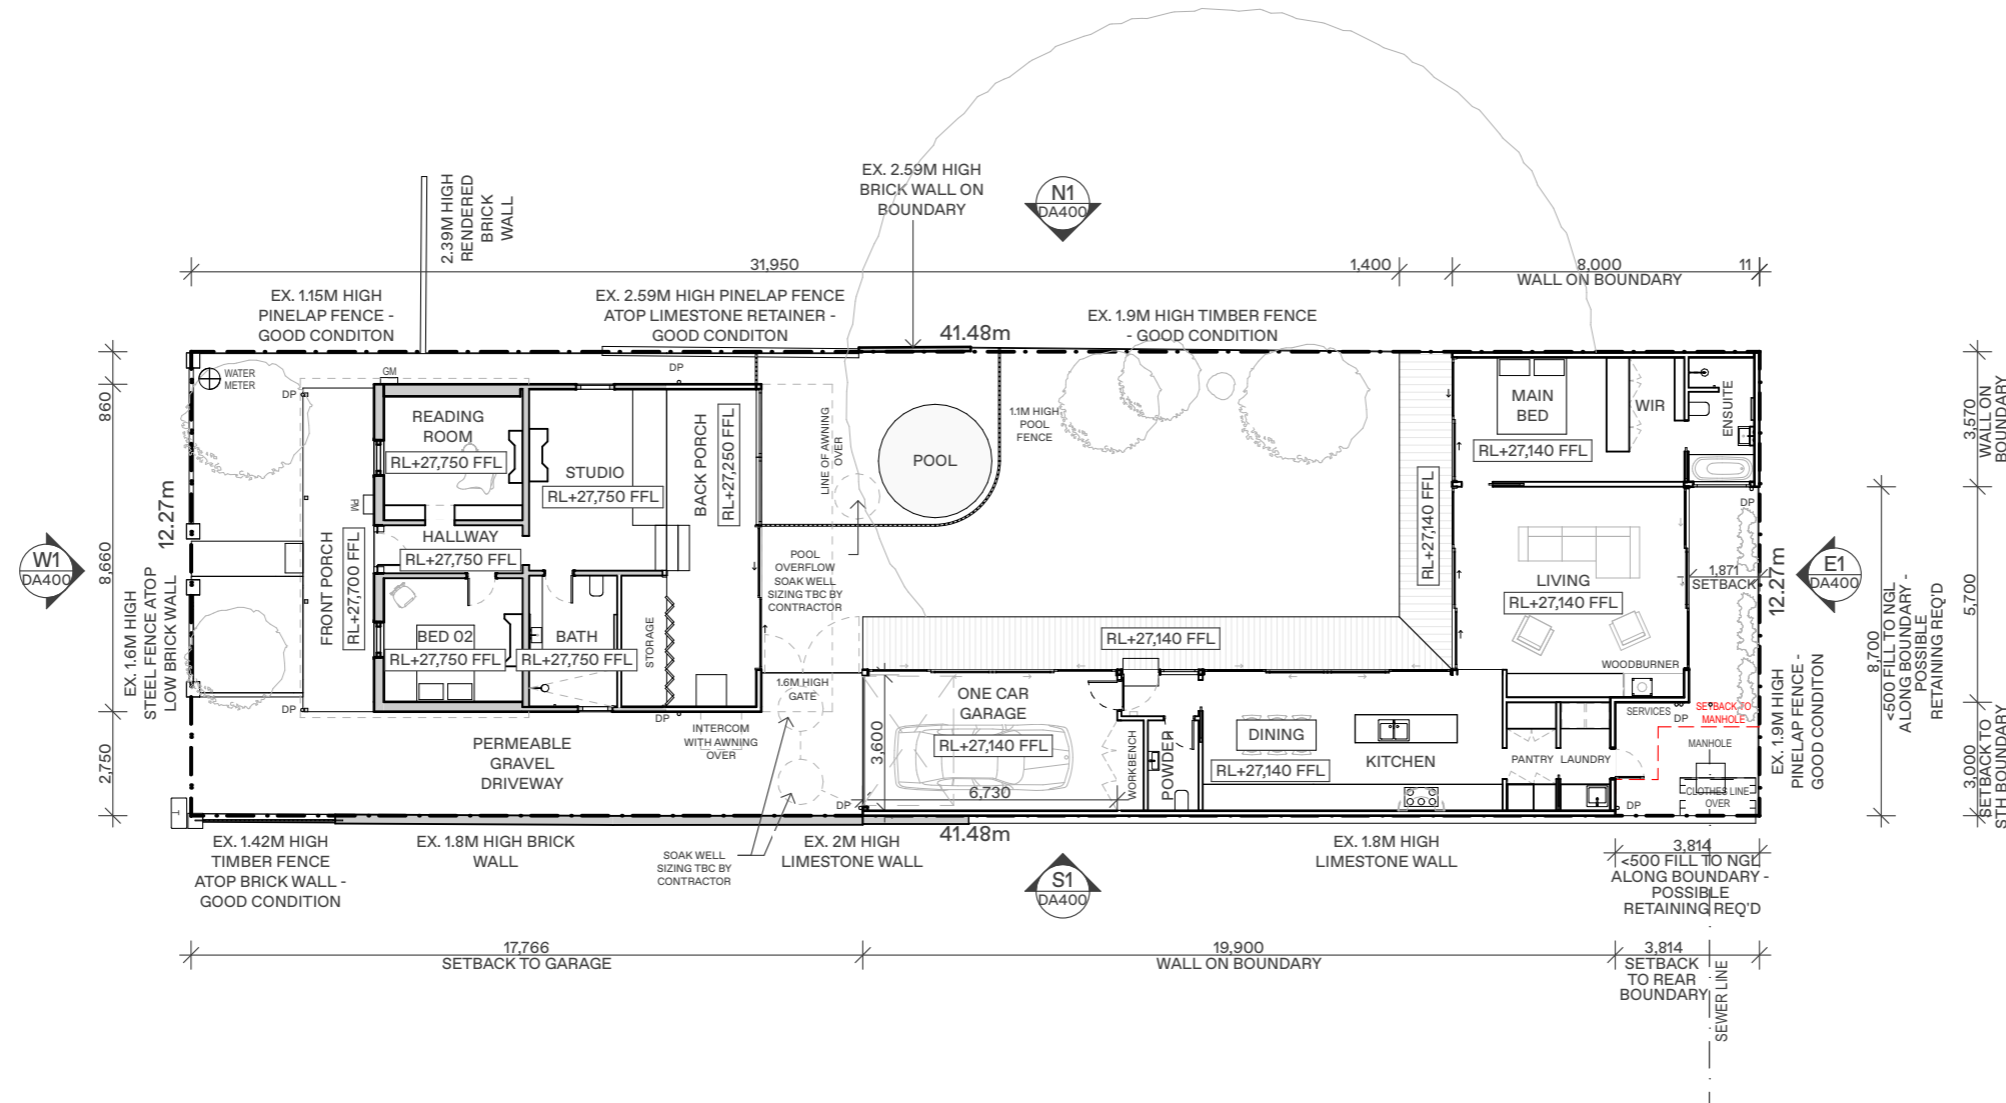 EX. 2.59M HIGH
BRICK WALL ON
BOUNDARY
N1
DA400
2.39M HIGH
RENDERED
BRICK
WALL
31,950
1,400
8,000
11
WALL ON BOUNDARY
EX. 1.15M HIGH
PINELAP FENCE -
GOOD CONDITON
EX. 2.59M HIGH PINELAP FENCE
ATOP LIMESTONE RETAINER -
GOOD CONDITON
41.48m
EX. 1.9M HIGH TIMBER FENCE
- GOOD CONDITION
WATER
METER
GM
DP
DP
860
8,660
2,750
12.27m
W1
DA400
EX. 1.6M HIGH
STEEL FENCE ATOP
LOW BRICK WALL
READING
ROOM
RL+27,750 FFL
STUDIO
RL+27,750 FFL
BACK PORCH
RL+27,250 FFL
LINE OF AWNING
OVER
POOL
1.1M HIGH
POOL
FENCE
PM
HALLWAY
RL+27,750 FFL
FRONT PORCH
RL+27,700 FFL
BED 02
RL+27,750 FFL
BATH
RL+27,750 FFL
STORAGE
DP
DP
POOL
OVERFLOW
SOAK WELL
SIZING TBC BY
CONTRACTOR
1.6M HIGH
GATE
INTERCOM
WITH AWNING
OVER
PERMEABLE
GRAVEL
DRIVEWAY
RL+27,140 FFL
RL+27,140 FFL
MAIN
BED
RL+27,140 FFL
WIR
ENSUITE
DP
LIVING
RL+27,140 FFL
1,871
SETBACK
12.27m
E1
DA400
WOODBURNER
SERVICES
DP
SETBACK TO
MANHOLE
MANHOLE
CLOTHES LINE
OVER
DP
ONE CAR
GARAGE
RL+27,140 FFL
3,600
6,730
DP
WORKBENCH
POWDER
DINING
RL+27,140 FFL
KITCHEN
PANTRY
LAUNDRY
3,570
WALL ON
BOUNDARY
5,700
8,700
<500 FILL TO NGL
ALONG BOUNDARY -
POSSIBLE
RETAINING REQ'D
3,000
SETBACK TO
STH BOUNDARY
EX. 1.9M HIGH
PINELAP FENCE -
GOOD CONDITON
EX. 1.42M HIGH
TIMBER FENCE
ATOP BRICK WALL -
GOOD CONDITION
EX. 1.8M HIGH BRICK
WALL
SOAK WELL
SIZING TBC BY
CONTRACTOR
EX. 2M HIGH
LIMESTONE WALL
41.48m
S1
DA400
EX. 1.8M HIGH
LIMESTONE WALL
3,814
<500 FILL TO NGL
ALONG BOUNDARY -
POSSIBLE
RETAINING REQ'D
17,766
SETBACK TO GARAGE
19,900
WALL ON BOUNDARY
3,814
SETBACK
TO REAR
BOUNDARY
SEWER LINE